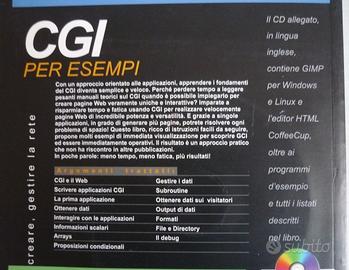 CGI
PER ESEMPI
Con un approccio orientato alle applicazioni, apprendere i fondamenti
del CGI diventa semplice e veloce. Perché perdere tempo a leggere
pesanti manuali teorici sul CGI quando è possibile impiegarlo per
creare pagine Web veramente uniche e interattive? Imparate a
risparmiare tempo e fatica usando CGI per realizzare velocemente
pagine Web di incredibile potenza e versatilità. E grazie a singole
applicazioni, in grado di generare più pagine, potrete risolvere ogni
problema di spazio! Questo libro, ricco di istruzioni facili da seguire,
propone molti esempi di immediata visualizzazione per scoprire GCI
ed essere immediatamente operativi. Il risultato è un approccio pratico
che non ha riscontro in altre pubblicazioni.
In poche parole: meno tempo, meno fatica, più risultati!
Argomenti trattati:
CGI e il Web
Scrivere applicazioni CGI
La prima applicazione
Ottenere dati
Interagire con le applicazioni
Informazioni scalari
Arrays
Proposizioni condizionali
Gestire i dati
Subroutine
Ottenere dati sui visitatori
Output di dati
Formati
File e Directory
Il debug
Il CD allegato,
in lingua
inglese,
contiene GIMP
per Windows
e Linux e
l'editor HTML
CoffeeCup,
oltre ai
programmi
d'esempio
e tutti i listati
descritti
nel libro.
creare, gestire la rete
subito